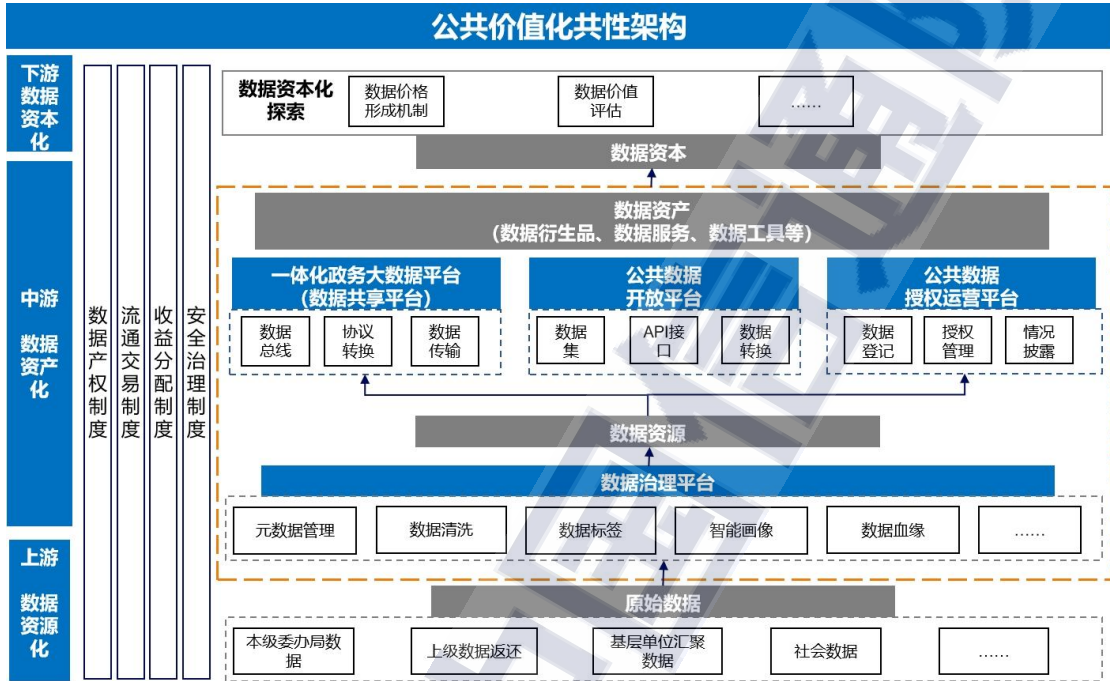 公共价值化共性架构
下游
数据
资本
化
中游
数据
资产
化
上游
数据
资源
化
数据产权制度
流通交易制度
收益分配制度
安全治理制度
数据资本化
探索
数据价格
形成机制
数据价值
评估
……
数据资本
数据资产
（数据衍生品、数据服务、数据工具等）
一体化政务大数据平台
（数据共享平台）
数据
总线
协议
转换
数据
传输
公共数据
开放平台
数据
集
API接
口
数据
转换
公共数据
授权运营平台
数据
登记
授权
管理
情况
披露
数据资源
数据治理平台
元数据管理
数据清洗
数据标签
智能画像
数据血缘
……
原始数据
本级委办局数
据
上级数据返还
基层单位汇聚
数据
社会数据
……